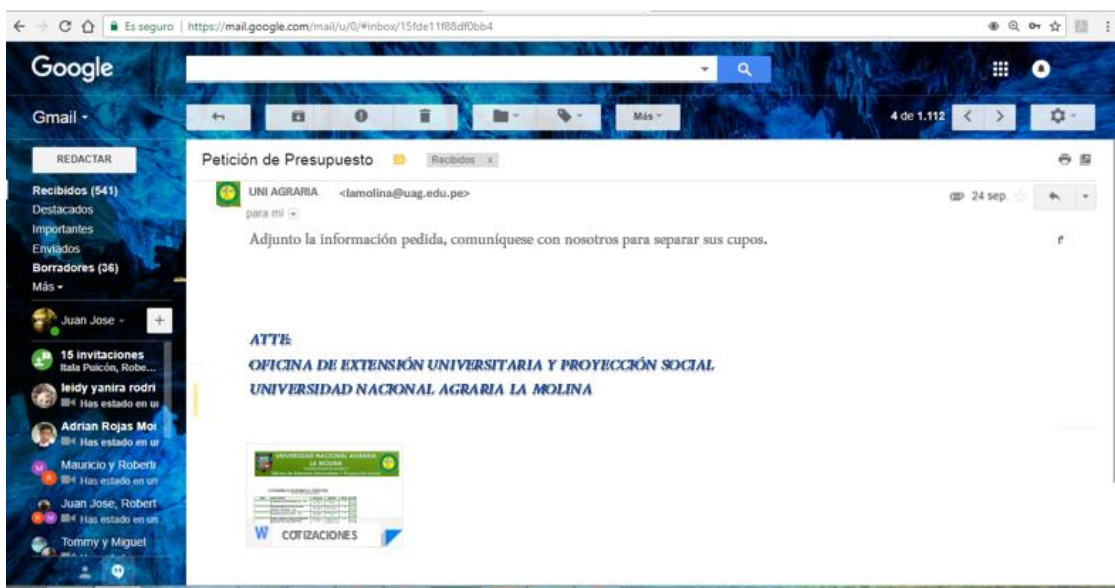 Es seguro | https://mail.google.com/mail/u/0/#inbox/15fde11f88df0bb4
Google
Gmail
Más
4 de 1.112
REDACTAR
Petición de Presupuesto
Recibidos x
Recibidos (541)
Destacados
Importantes
Enviados
Borradores (36)
Más
UNI AGRARIA <lamolina@uag.edu.pe>
24 sep.
para mí
Adjunto la información pedida, comuníquese con nosotros para separar sus cupos.
Juan Jose
ATTE:
OFICINA DE EXTENSIÓN UNIVERSITARIA Y PROYECCIÓN SOCIAL
UNIVERSIDAD NACIONAL AGRARIA LA MOLINA
15 invitaciones
Itala Puicón, Robe...
leidy yanira rodri
Has estado en un
Adrian Rojas Mor
Has estado en un
Mauricio y Roberti
Has estado en un
Juan Jose, Robert
Has estado en un
Tommy y Miguel
UNIVERSIDAD NACIONAL AGRARIA
LA MOLINA
W COTIZACIONES